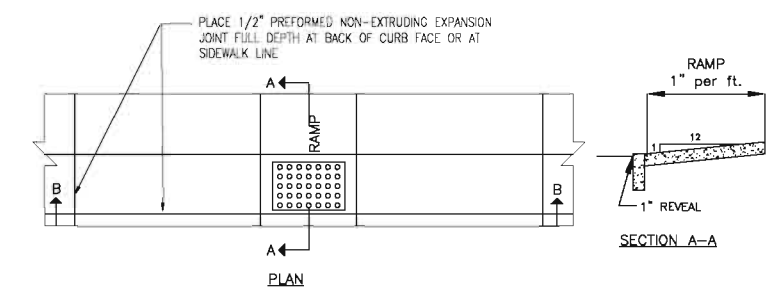 PLACE 1/2" PREFORMED NON-EXTRUDING EXPANSION
JOINT FULL DEPTH AT BACK OF CURB FACE OR AT
SIDEWALK LINE
A
RAMP
B
B
A
PLAN
RAMP
1" per ft.
12
1
1" REVEAL
SECTION A-A